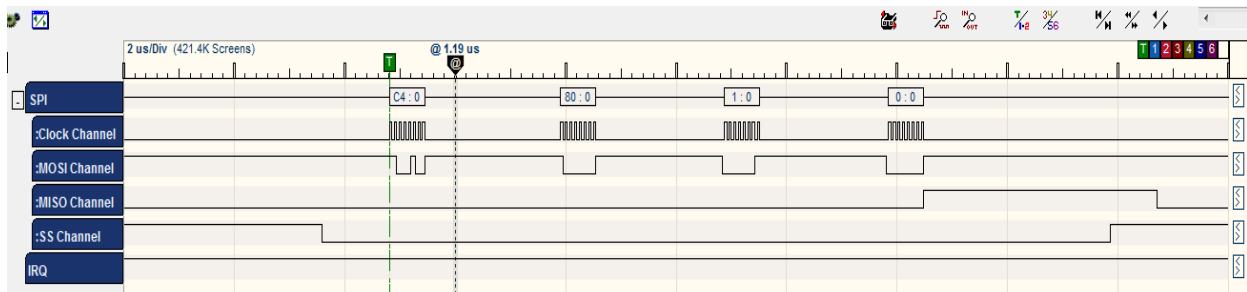 2 us/Div (421.4K Screens)
@ 1.19 us
T 1 2 3 4 5 6
T
@
- SPI
C4 : 0
80 : 0
1 : 0
0 : 0
:Clock Channel
:MOSI Channel
:MISO Channel
:SS Channel
IRQ